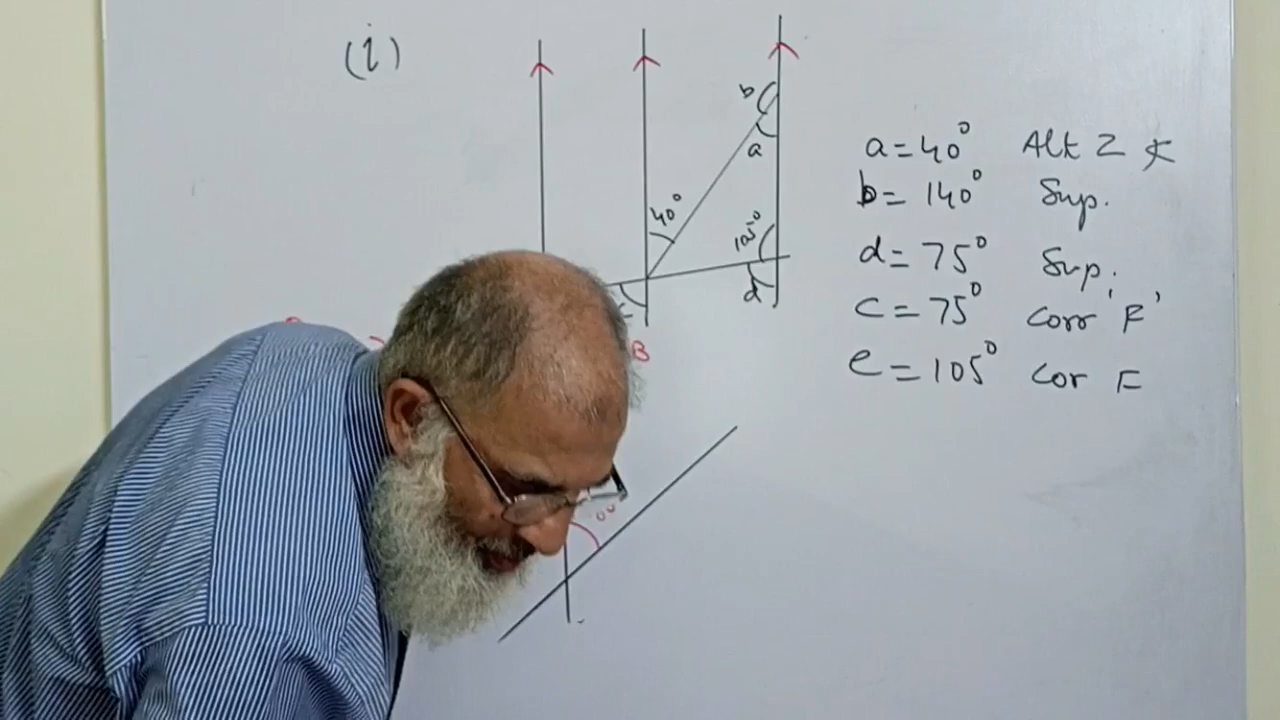 (i)
b
a
40°
105°
d
c
B
a = 40° Alt Z
b = 140° Sup.
d = 75° Sup.
c = 75° Corr 'F'
e = 105° Cor F